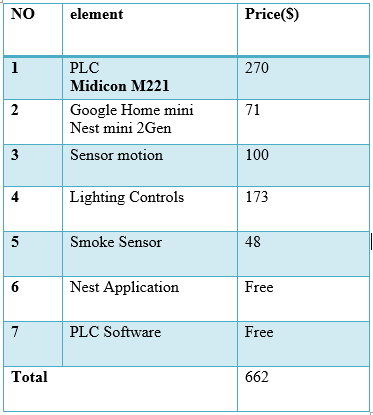 NO element Price($)
1 PLC 270
Midicon M221
2 Google Home mini 71
Nest mini 2Gen
3 Sensor motion 100
4 Lighting Controls 173
5 Smoke Sensor 48
6 Nest Application Free
7 PLC Software Free
Total 662